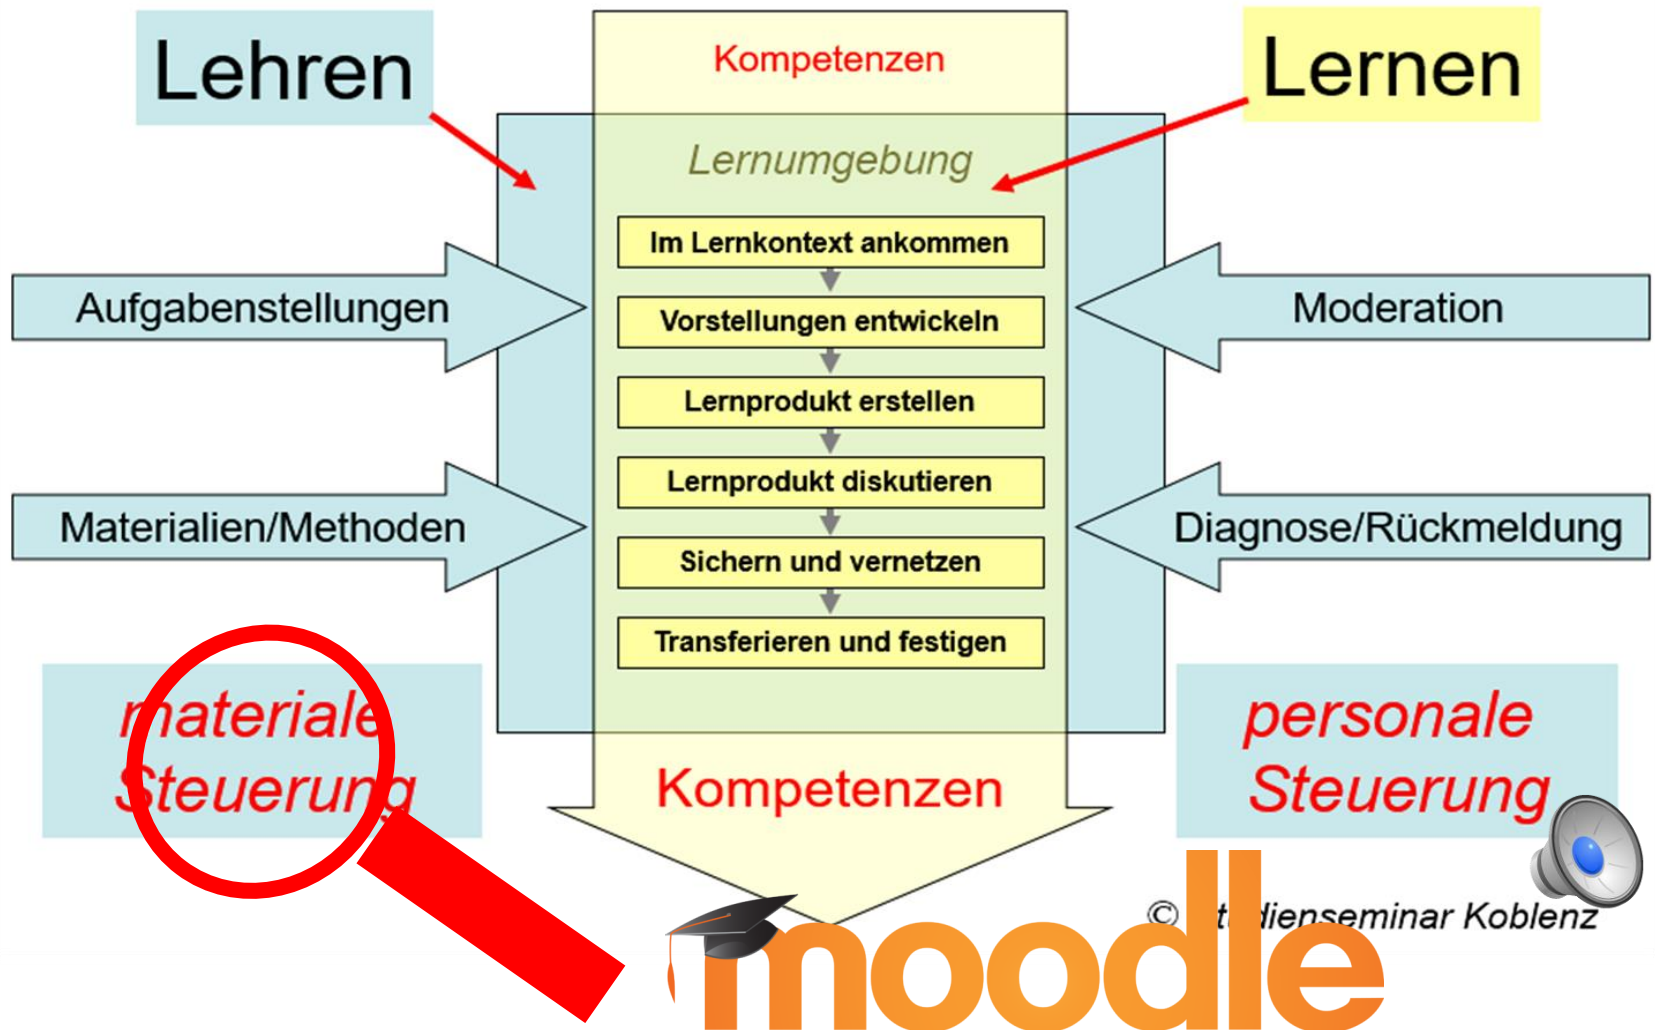 Lehren
Kompetenzen
Lernen
Lernumgebung
Im Lernkontext ankommen
Aufgabenstellungen
Vorstellungen entwickeln
Moderation
Lernprodukt erstellen
Lernprodukt diskutieren
Materialien/Methoden
Diagnose/Rückmeldung
Sichern und vernetzen
Transferieren und festigen
materiale
Steuerung
Kompetenzen
personale
Steuerung
© Studienseminar Koblenz
moodle